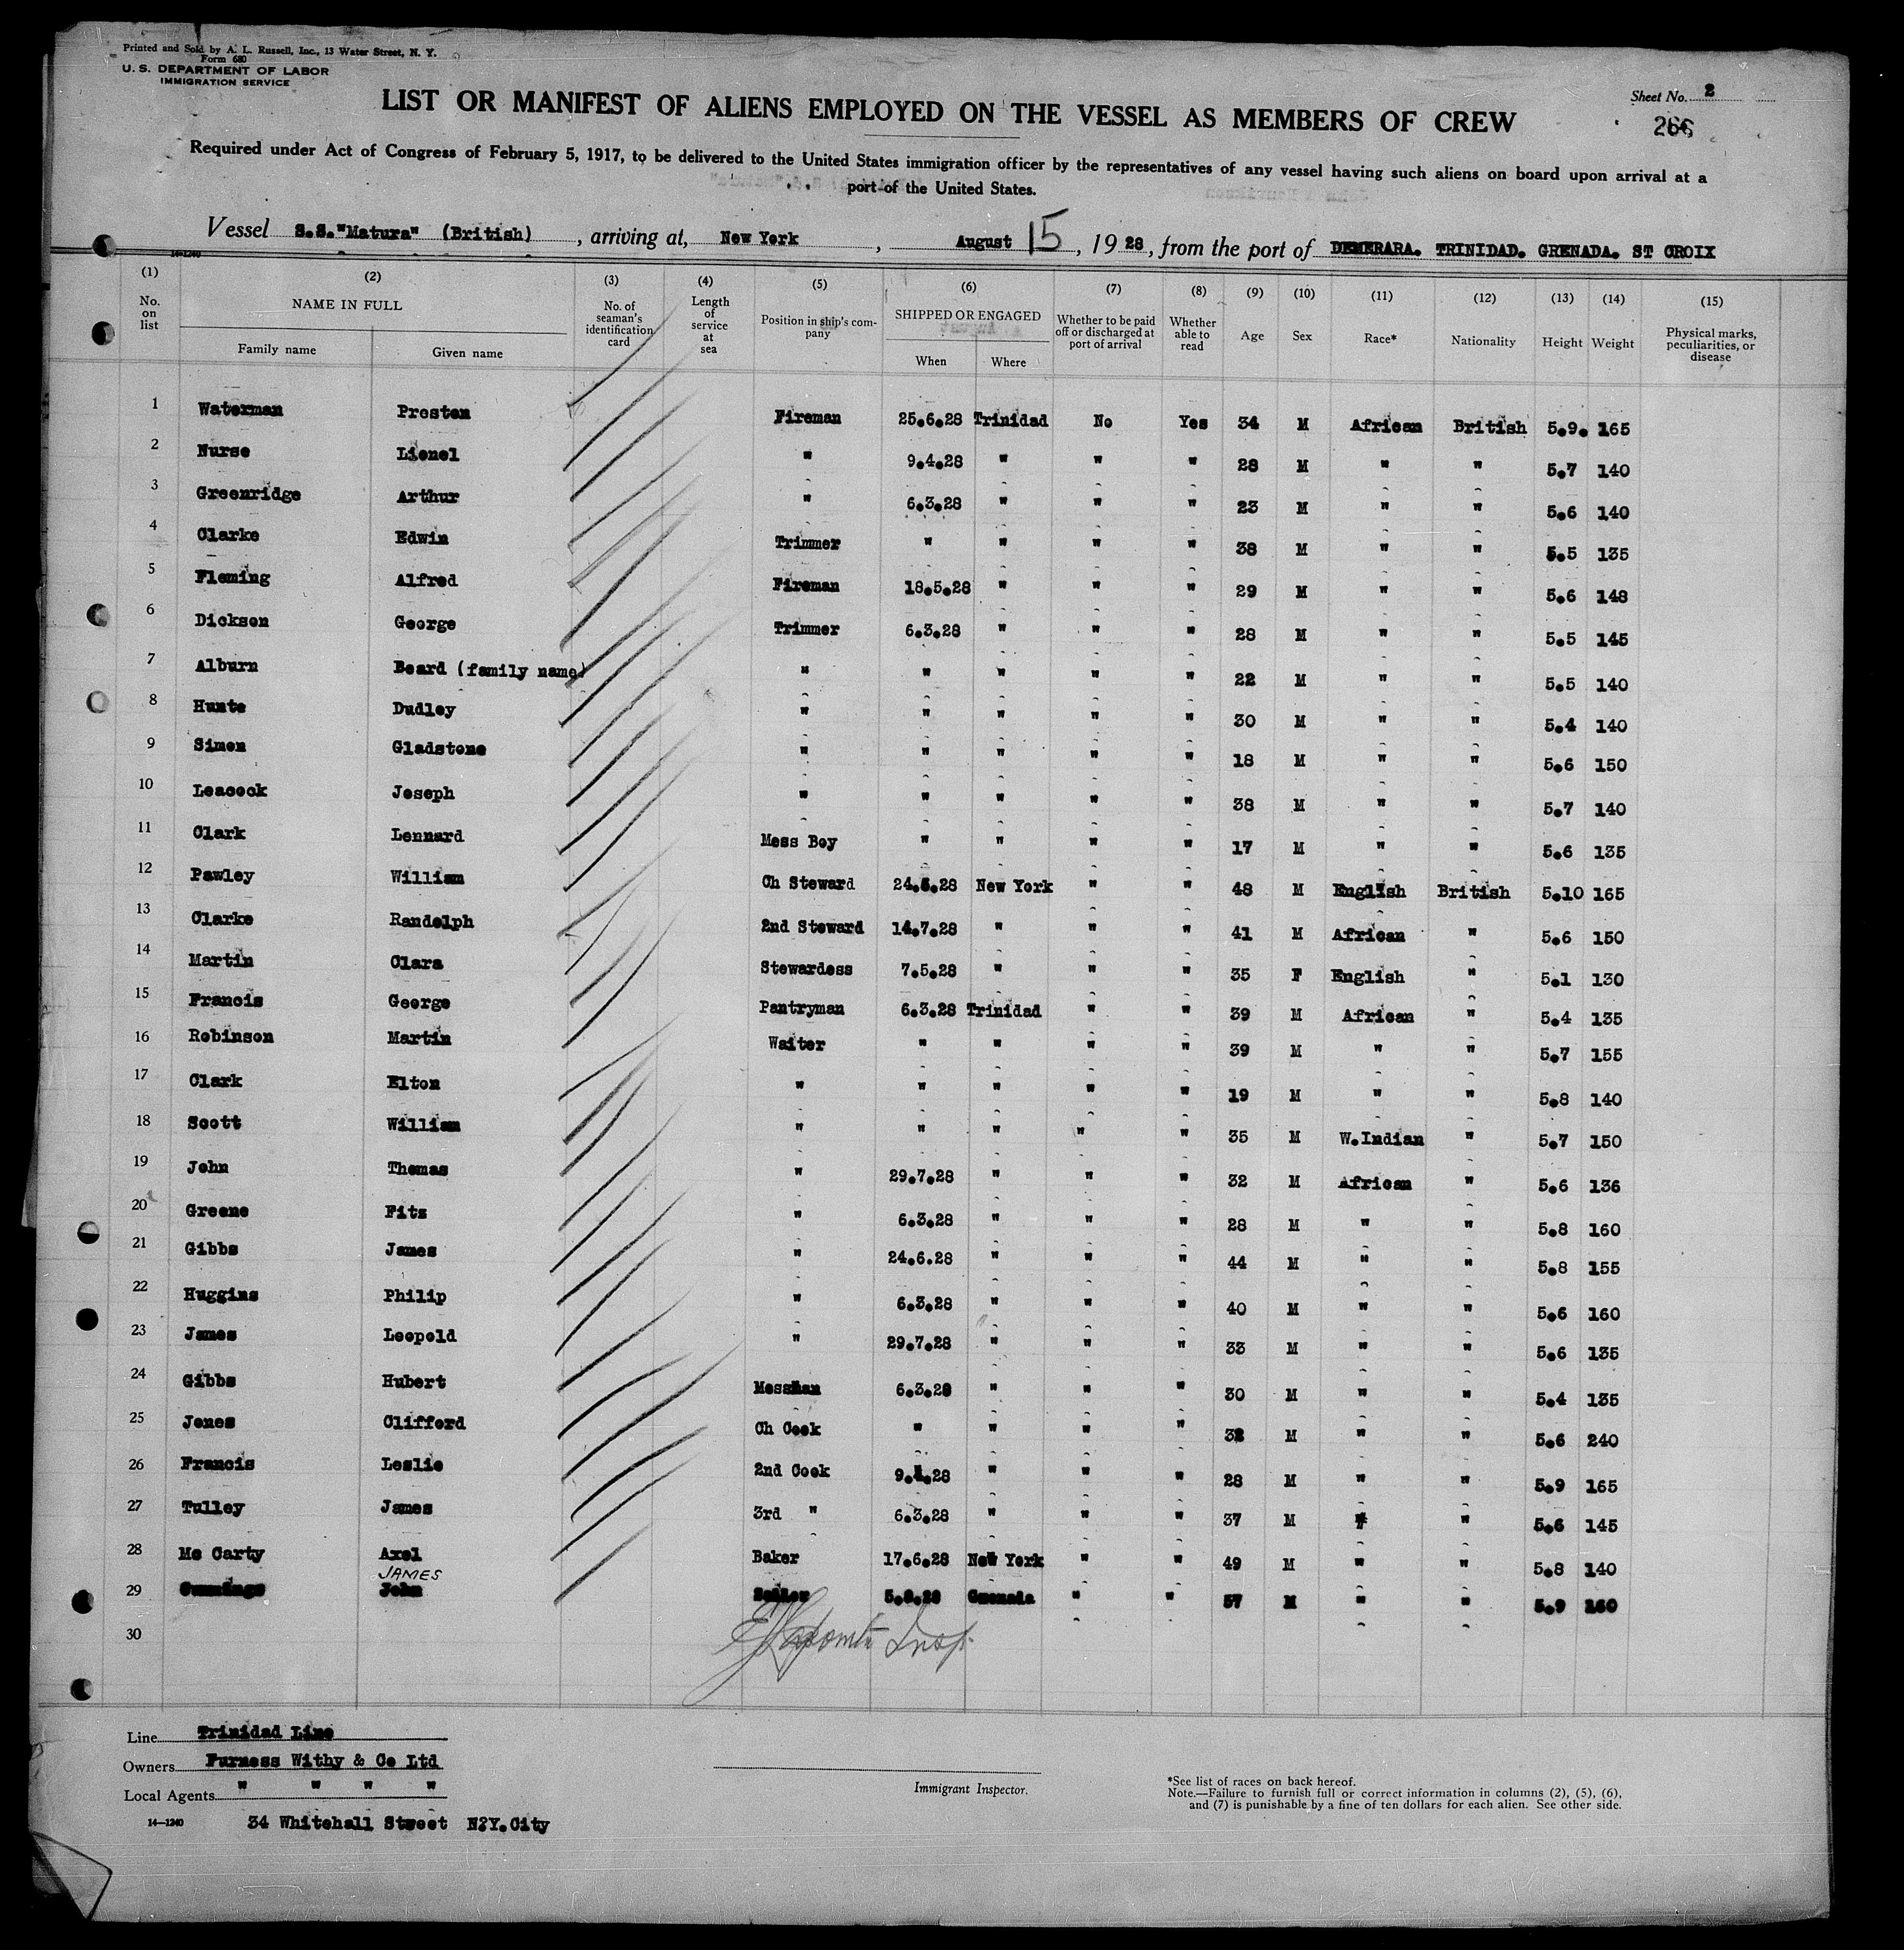 Printed and Sold by A. L. Russell, Inc., 13 Water Street, N. Y.
Form 680
U. S. DEPARTMENT OF LABOR
IMMIGRATION SERVICE
Sheet No. 2
266
LIST OR MANIFEST OF ALIENS EMPLOYED ON THE VESSEL AS MEMBERS OF CREW
Required under Act of Congress of February 5, 1917, to be delivered to the United States immigration officer by the representatives of any vessel having such aliens on board upon arrival at a
port of the United States.
Vessel S.S."Matura" (British), arriving at, New York, August 15, 1928, from the port of DEMERARA. TRINIDAD. GRENADA. ST CROIX
14-1240
(1) (2) (3) (4) (5) (6) (7) (8) (9) (10) (11) (12) (13) (14) (15)
No. on list NAME IN FULL Family name Given name No. of seaman's identification card Length of service at sea Position in ship's company SHIPPED OR ENGAGED When Where Whether to be paid off or discharged at port of arrival Whether able to read Age Sex Race* Nationality Height Weight Physical marks, peculiarities, or disease
1 Waterman Preston Fireman 25.6.28 Trinidad No Yes 34 M African British 5.9. 165
2 Nurse Lionel " 9.4.28 " " " 28 M " " 5.7 140
3 Greenridge Arthur " 6.3.28 " " " 23 M " " 5.6 140
4 Clarke Edwin Trimmer " " " " 38 M " " 5.5 135
5 Fleming Alfred Fireman 18.5.28 " " " 29 M " " 5.6 148
6 Dickson George Trimmer 6.3.28 " " " 28 M " " 5.5 145
7 Alburn Beard (family name) " " " " " 22 M " " 5.5 140
8 Hunte Dudley " " " " " 30 M " " 5.4 140
9 Simon Gladstone " " " " " 18 M " " 5.6 150
10 Leacock Joseph " " " " " 38 M " " 5.7 140
11 Clark Lennard Mess Boy " " " " 17 M " " 5.6 135
12 Pawley William Ch Steward 24.6.28 New York " " 48 M English British 5.10 165
13 Clarke Randolph 2nd Steward 14.7.28 " " " 41 M African " 5.6 150
14 Martin Clara Stewardess 7.5.28 " " " 35 F English " 5.1 130
15 Francis George Pantryman 6.3.28 Trinidad " " 39 M African " 5.4 135
16 Robinson Martin Waiter " " " " 39 M " " 5.7 155
17 Clark Elton " " " " " 19 M " " 5.8 140
18 Scott William " " " " " 35 M W.Indian " 5.7 150
19 John Thomas " 29.7.28 " " " 32 M African " 5.6 136
20 Greene Fitz " 6.3.28 " " " 28 M " " 5.8 160
21 Gibbs James " 24.6.28 " " " 44 M " " 5.8 155
22 Huggins Philip " 6.3.28 " " " 40 M " " 5.6 160
23 James Leopold " 29.7.28 " " " 33 M " " 5.6 135
24 Gibbs Hubert Messman 6.3.28 " " " 30 M " " 5.4 135
25 Jones Clifford Ch Cook " " " " 32 M " " 5.6 240
26 Francis Leslie 2nd Cook 9.4.28 " " " 28 M " " 5.9 165
27 Tulley James 3rd " 6.3.28 " " " 37 M " " 5.6 145
28 Mc Carty Axel Baker 17.6.28 New York " " 49 M " " 5.8 140
JAMES
29 Cummings John Sailor 5.8.28 Grenada " " 57 M " " 5.9 160
30
Insp.
Line Trinidad Line
Owners Furness Withy & Co Ltd
Local Agents " " " "
14—1240 34 Whitehall Street N.Y.City
Immigrant Inspector.
*See list of races on back hereof.
Note.—Failure to furnish full or correct information in columns (2), (5), (6),
and (7) is punishable by a fine of ten dollars for each alien. See other side.